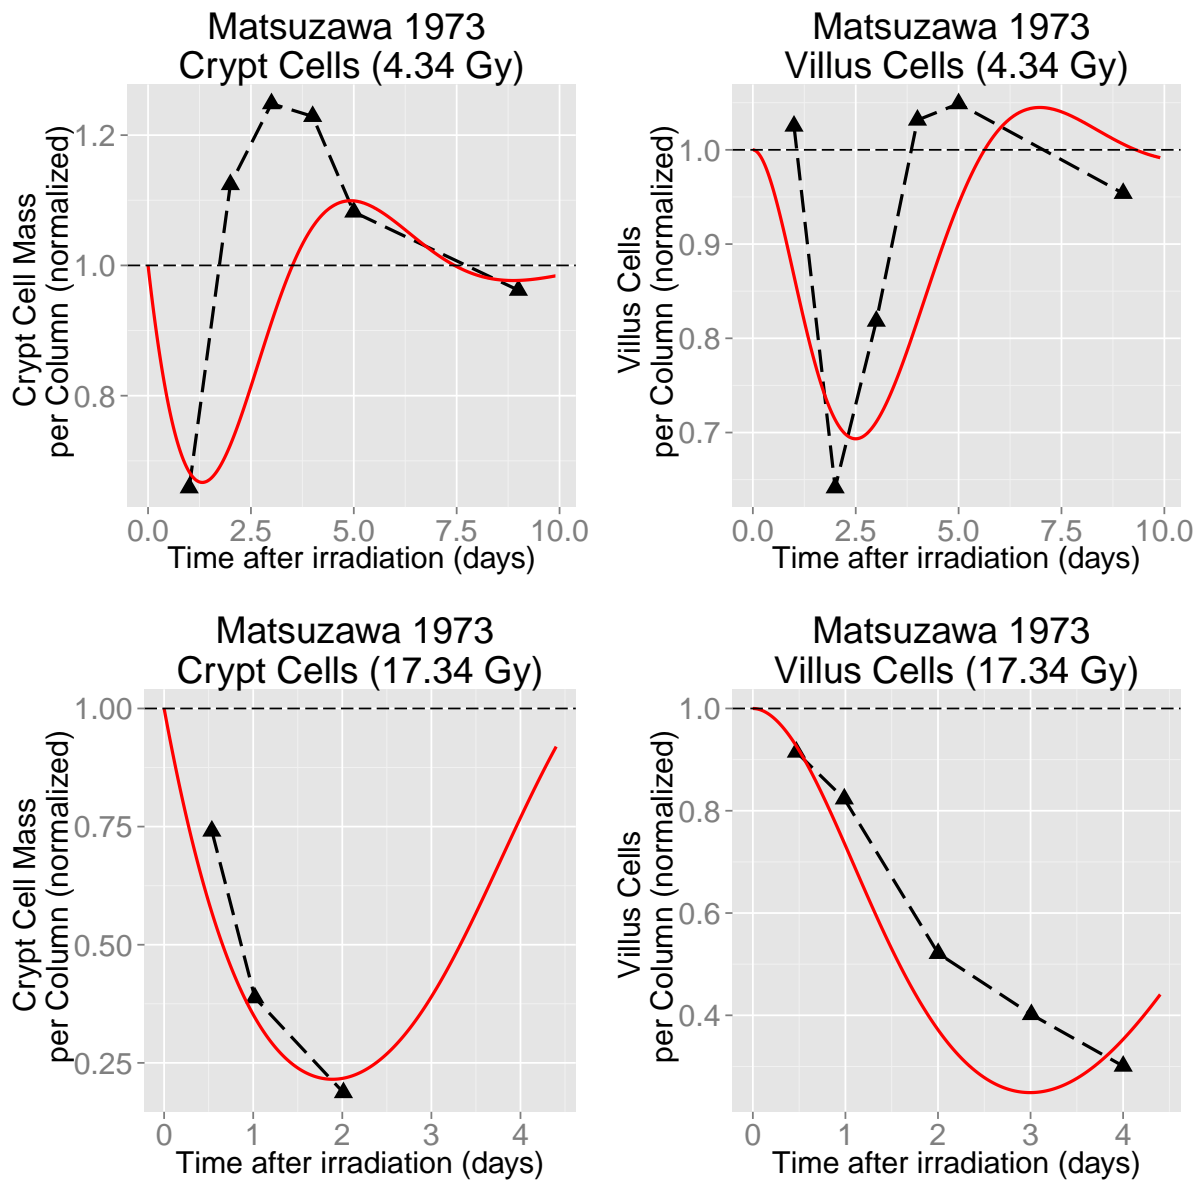 Matsuzawa 1973
Crypt Cells (4.34 Gy)
Crypt Cell Mass
per Column (normalized)
1.2
1.0
0.8
0.0 2.5 5.0 7.5 10.0
Time after irradiation (days)
Matsuzawa 1973
Villus Cells (4.34 Gy)
Villus Cells
per Column (normalized)
1.0
0.9
0.8
0.7
0.0 2.5 5.0 7.5 10.0
Time after irradiation (days)
Matsuzawa 1973
Crypt Cells (17.34 Gy)
Crypt Cell Mass
per Column (normalized)
1.00
0.75
0.50
0.25
0 1 2 3 4
Time after irradiation (days)
Matsuzawa 1973
Villus Cells (17.34 Gy)
Villus Cells
per Column (normalized)
1.0
0.8
0.6
0.4
0 1 2 3 4
Time after irradiation (days)